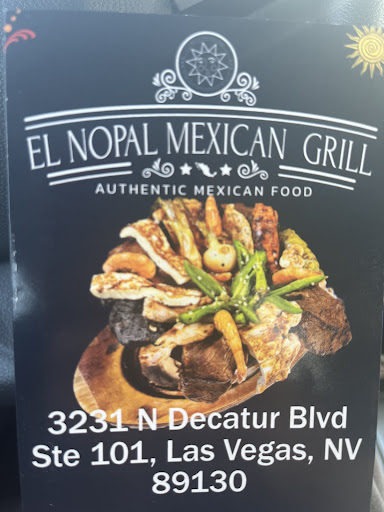 EL NOPAL MEXICAN GRILL
AUTHENTIC MEXICAN FOOD
3231 N Decatur Blvd
Ste 101, Las Vegas, NV
89130